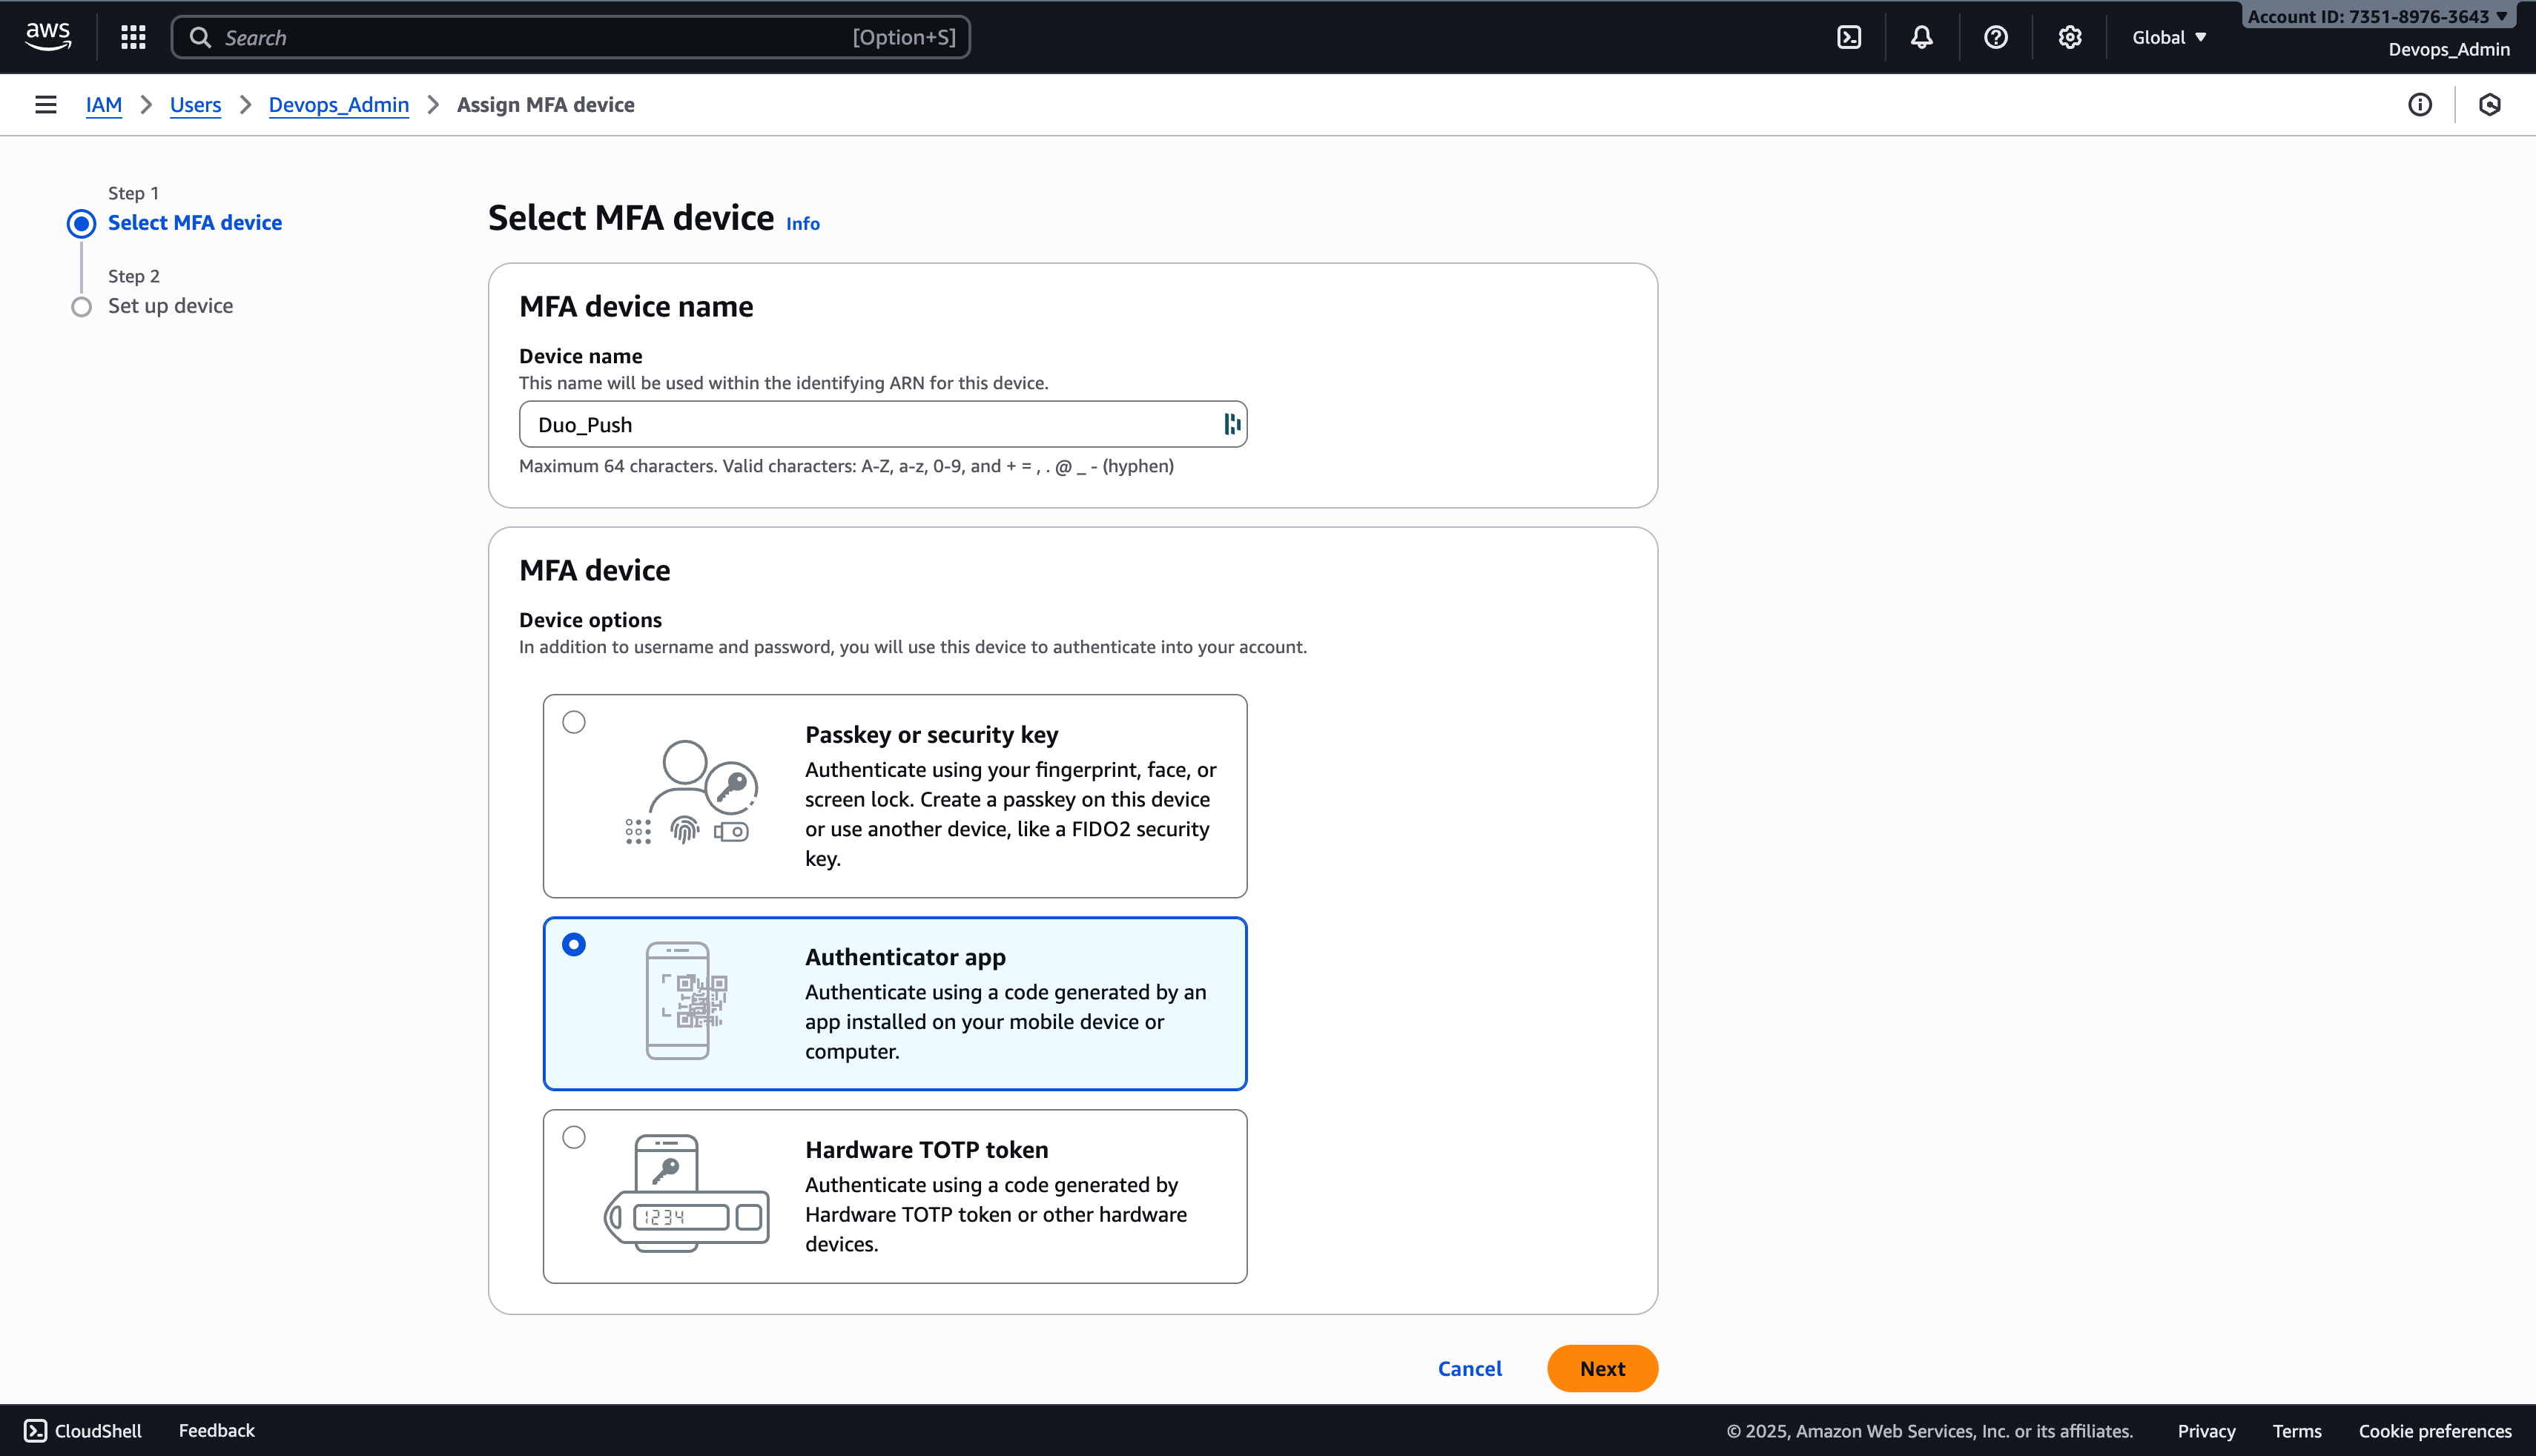 aws
Search
[Option+S]
Global
Account ID: 7351-8976-3643
Devops_Admin
IAM
Users
Devops_Admin
Assign MFA device
Step 1
Select MFA device
Step 2
Set up device
Select MFA device Info
MFA device name
Device name
This name will be used within the identifying ARN for this device.
Duo_Push
Maximum 64 characters. Valid characters: A-Z, a-z, 0-9, and + = , . @ _ - (hyphen)
MFA device
Device options
In addition to username and password, you will use this device to authenticate into your account.
Passkey or security key
Authenticate using your fingerprint, face, or
screen lock. Create a passkey on this device
or use another device, like a FIDO2 security
key.
Authenticator app
Authenticate using a code generated by an
app installed on your mobile device or
computer.
Hardware TOTP token
Authenticate using a code generated by
Hardware TOTP token or other hardware
devices.
1234
Cancel
Next
CloudShell
Feedback
© 2025, Amazon Web Services, Inc. or its affiliates.
Privacy
Terms
Cookie preferences